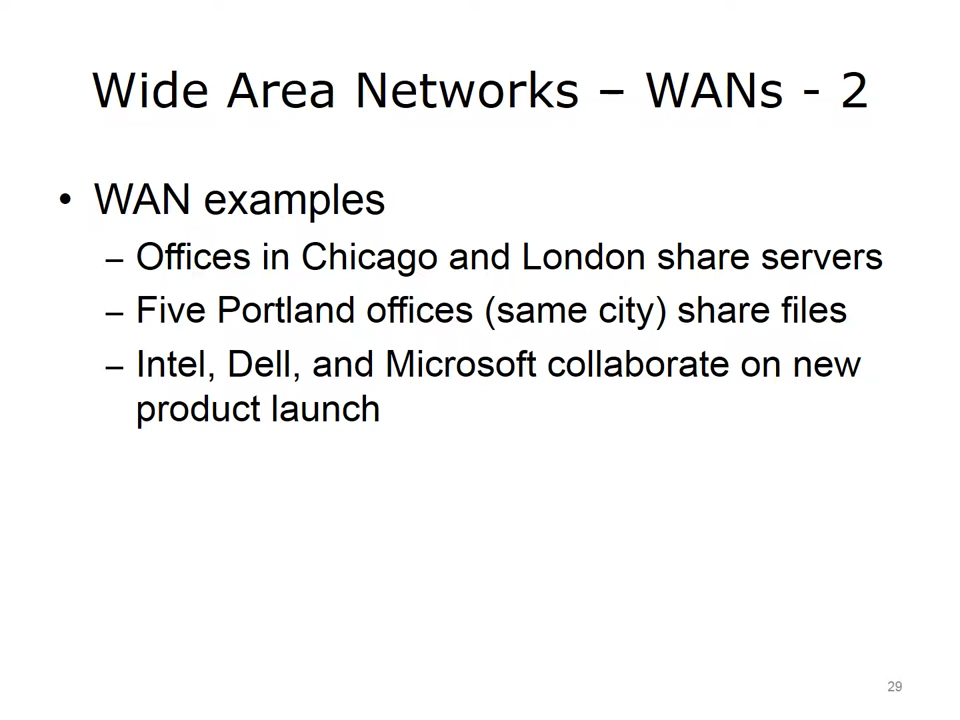 Wide Area Networks – WANs - 2
• WAN examples
– Offices in Chicago and London share servers
– Five Portland offices (same city) share files
– Intel, Dell, and Microsoft collaborate on new
product launch
29